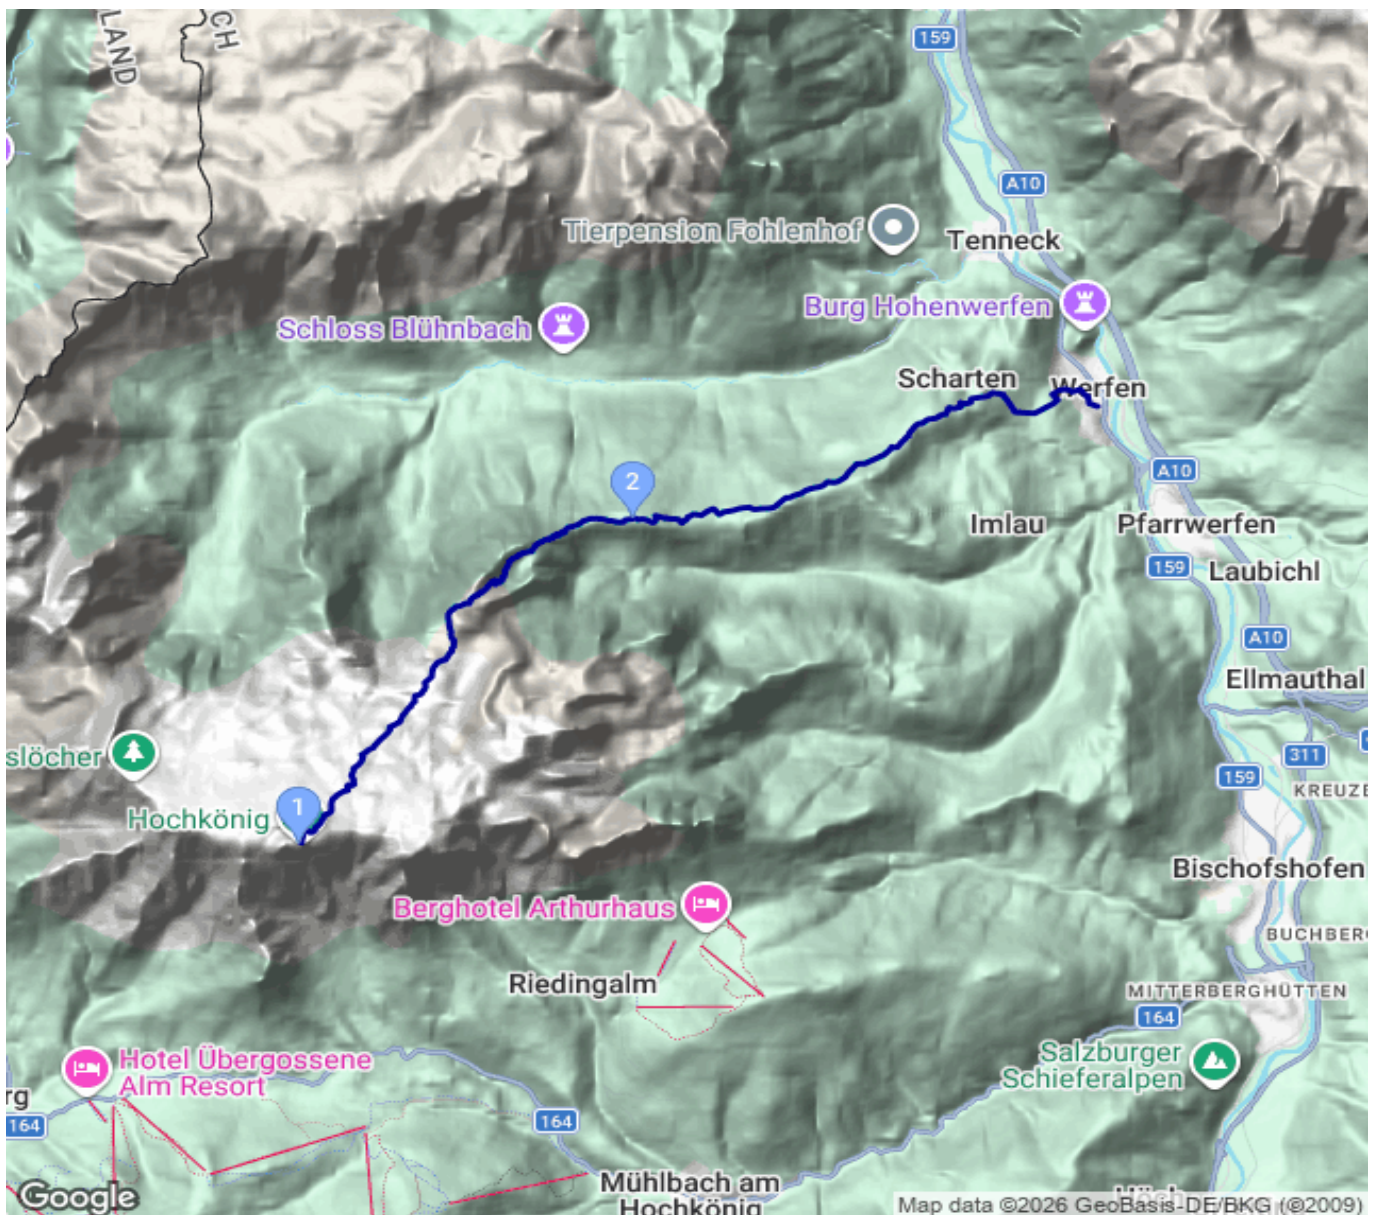 LAND
CH
159
A10
Tierpension Fohlenhof
Tenneck
Burg Hohenwerfen
Schloss Blühnbach
Scharten
Werfen
2
A10
Imlau
Pfarrwerfen
159
Laubichl
A10
Ellmauthal
311
slöcher
159
KREUZE
Hochkönig
1
Bischofshofen
Berghotel Arthurhaus
BUCHBER
Riedingalm
MITTERBERGHÜTTEN
164
Salzburger
Schieferalpen
Hotel Übergossene
Alm Resort
rg
164
164
Mühlbach am
Hochkönig
Google
Map data ©2026 GeoBasis-DE/BKG (©2009)